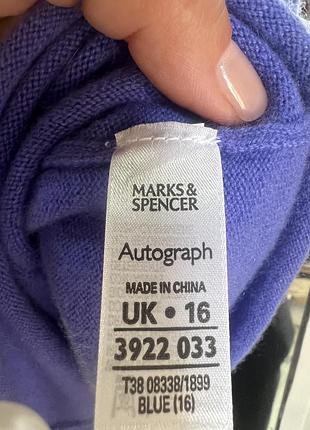 MARKS &
SPENCER
Autograph
MADE IN CHINA
UK • 16
3922 033
T38 08338/1899
BLUE (16)